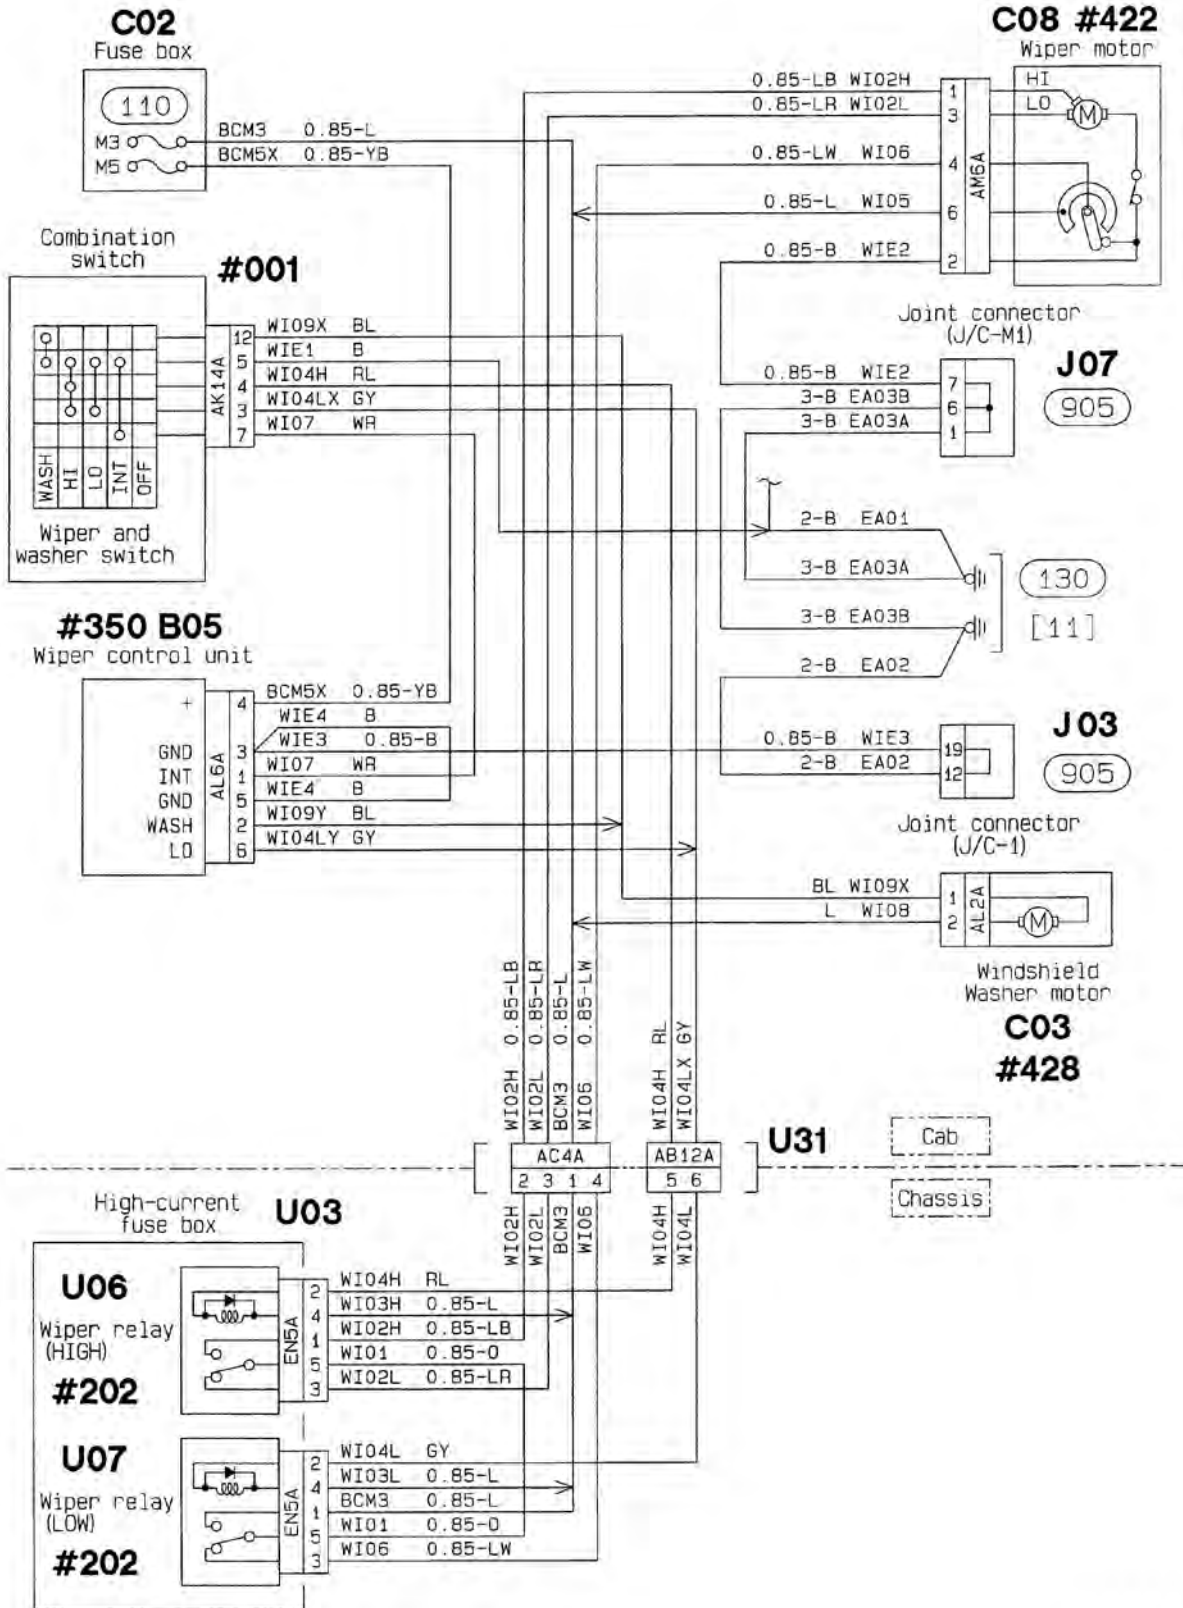 C02
Fuse box
110
M3
M5
BCM3 0.85-L
BCM5X 0.85-YB
C08 #422
Wiper motor
0.85-LB WI02H 1
0.85-LR WI02L 3
0.85-LW WI06 4
0.85-L WI05 6
0.85-B WIE2 2
AM6A
HI
LO
M
Combination
switch
#001
WASH
HI
LO
INT
OFF
Wiper and
washer switch
AK14A
12 WI09X BL
5 WIE1 B
4 WI04H RL
3 WI04LX GY
7 WI07 WR
Joint connector
(J/C-M1)
J07
905
0.85-B WIE2 7
3-B EA03B 6
3-B EA03A 1
2-B EA01
3-B EA03A
3-B EA03B
2-B EA02
130
[11]
#350 B05
Wiper control unit
+
GND
INT
GND
WASH
LO
AL6A
4 BCM5X 0.85-YB
WIE4 B
3 WIE3 0.85-B
1 WI07 WR
5 WIE4 B
2 WI09Y BL
6 WI04LY GY
J03
905
0.85-B WIE3 19
2-B EA02 12
Joint connector
(J/C-1)
BL WI09X 1
L WI08 2
AL2A
M
Windshield
Washer motor
C03
#428
WI02H 0.85-LB
WI02L 0.85-LR
BCM3 0.85-L
WI06 0.85-LW
WI04H RL
WI04LX GY
AC4A
2 3 1 4
AB12A
5 6
U31
Cab
Chassis
WI02H
WI02L
BCM3
WI06
WI04H
WI04L
High-current
fuse box
U03
U06
Wiper relay
(HIGH)
#202
EN5A
2 WI04H RL
4 WI03H 0.85-L
1 WI02H 0.85-LB
5 WI01 0.85-O
3 WI02L 0.85-LR
U07
Wiper relay
(LOW)
#202
EN5A
2 WI04L GY
4 WI03L 0.85-L
1 BCM3 0.85-L
5 WI01 0.85-O
3 WI06 0.85-LW